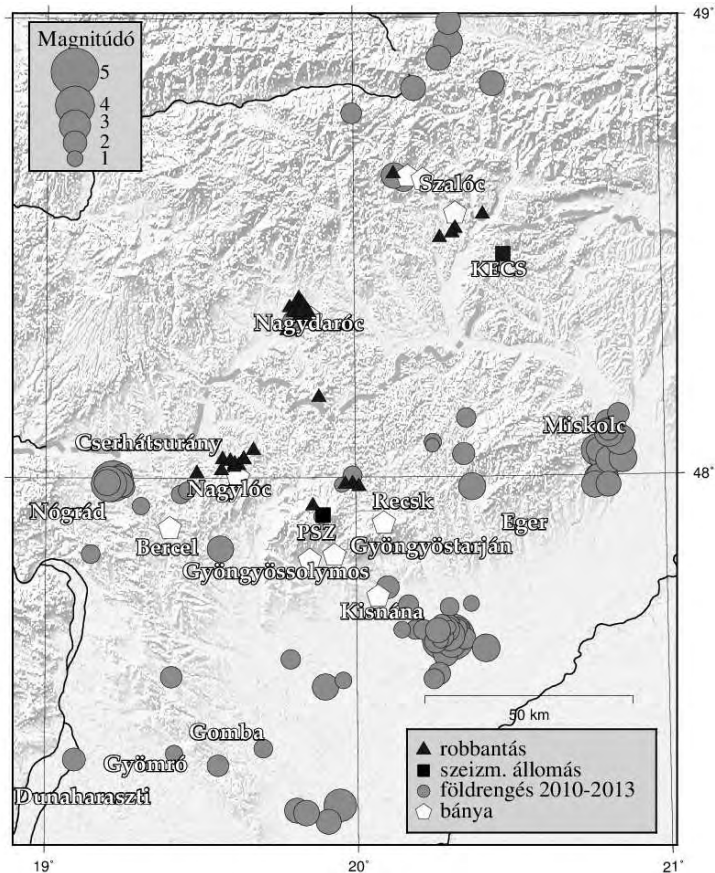 49˚
Magnitúdó
5
4
3
2
1
Szalóc
KECS
Nagydaróc
Miskolc
Cserhátsurány
48˚
Nagylóc
Nógrád
Recsk
Eger
PSZ
Bercel
Gyöngyöstarján
Gyöngyössolymos
Kisnána
50 km
Gomba
Gyömró
Dunaharaszti
robbantás
szeizm. állomás
földrengés 2010-2013
bánya
19˚
20˚
21˚